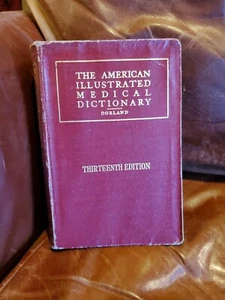 THE AMERICAN
ILLUSTRATED
MEDICAL
DICTIONARY
DORLAND
THIRTEENTH EDITION